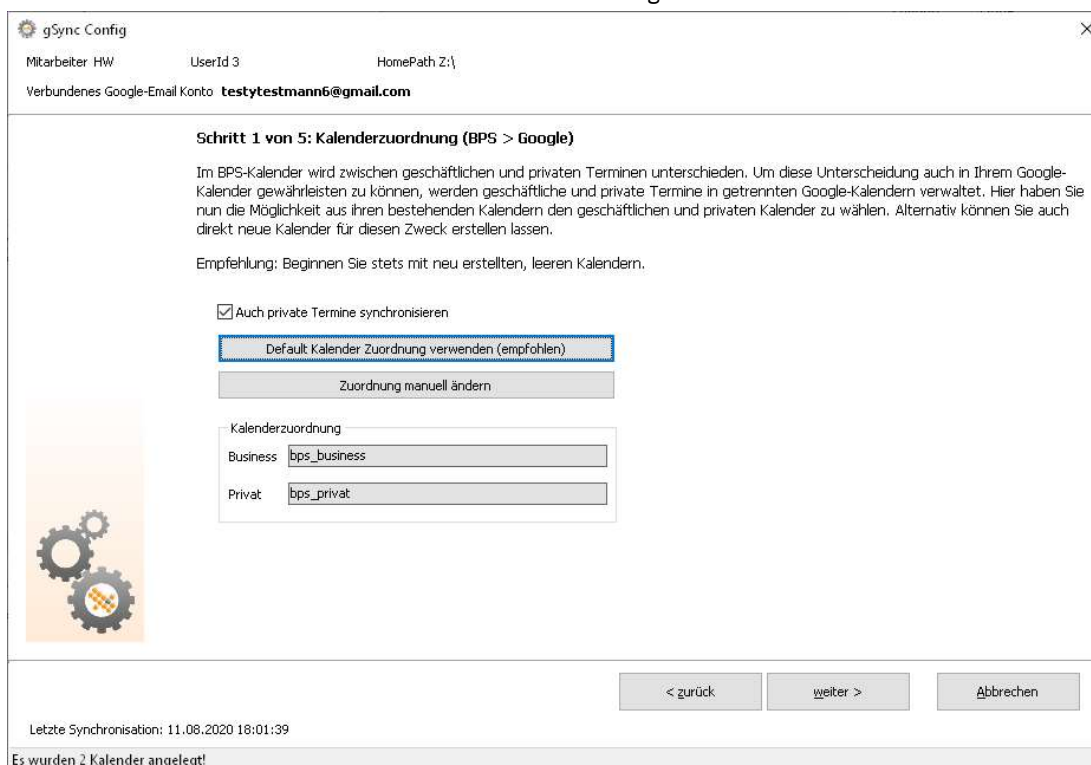 gSync Config
Mitarbeiter HW UserId 3 HomePath Z:\
Verbundenes Google-Email Konto testytestmann6@gmail.com
Schritt 1 von 5: Kalenderzuordnung (BPS > Google)
Im BPS-Kalender wird zwischen geschäftlichen und privaten Terminen unterschieden. Um diese Unterscheidung auch in Ihrem Google-
Kalender gewährleisten zu können, werden geschäftliche und private Termine in getrennten Google-Kalendern verwaltet. Hier haben Sie
nun die Möglichkeit aus ihren bestehenden Kalendern den geschäftlichen und privaten Kalender zu wählen. Alternativ können Sie auch
direkt neue Kalender für diesen Zweck erstellen lassen.
Empfehlung: Beginnen Sie stets mit neu erstellten, leeren Kalendern.
Auch private Termine synchronisieren
Default Kalender Zuordnung verwenden (empfohlen)
Zuordnung manuell ändern
Kalenderzuordnung
Business bps_business
Privat bps_privat
< zurück weiter > Abbrechen
Letzte Synchronisation: 11.08.2020 18:01:39
Es wurden 2 Kalender angelegt!